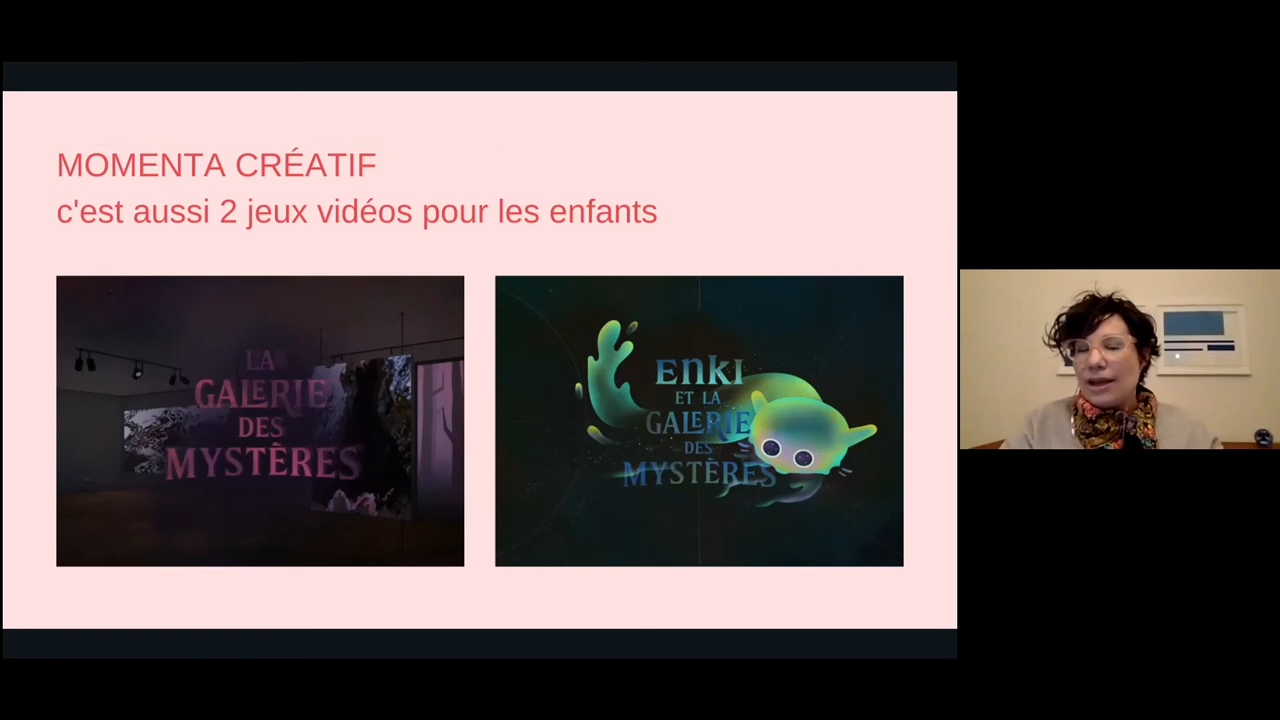 MOMENTA CRÉATIF
c'est aussi 2 jeux vidéos pour les enfants
LA
GALERIE
DES
MYSTÈRES
ENKI
ET LA
GALERIE
DES
MYSTÈRES